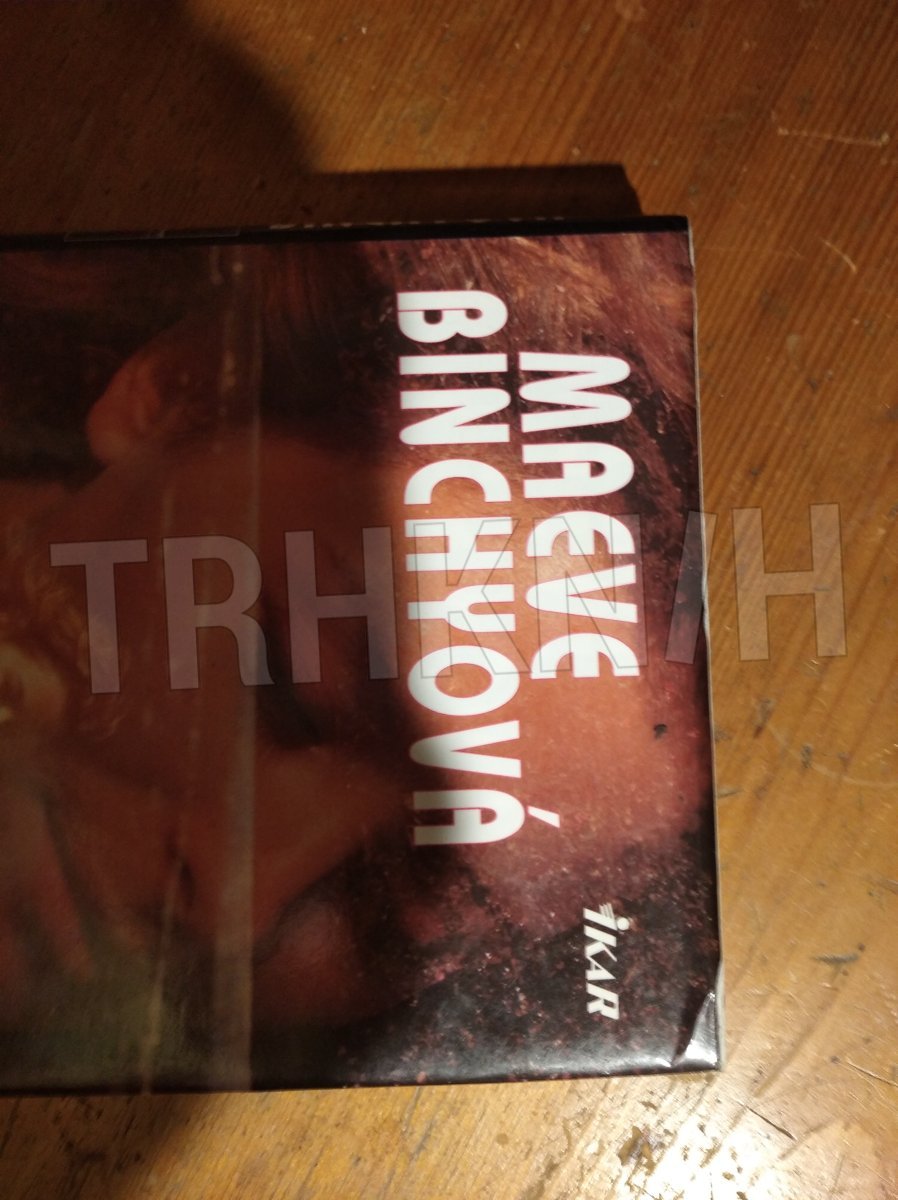 MAEVE
BINCHYOVÁ
IKAR
TRHKNIH